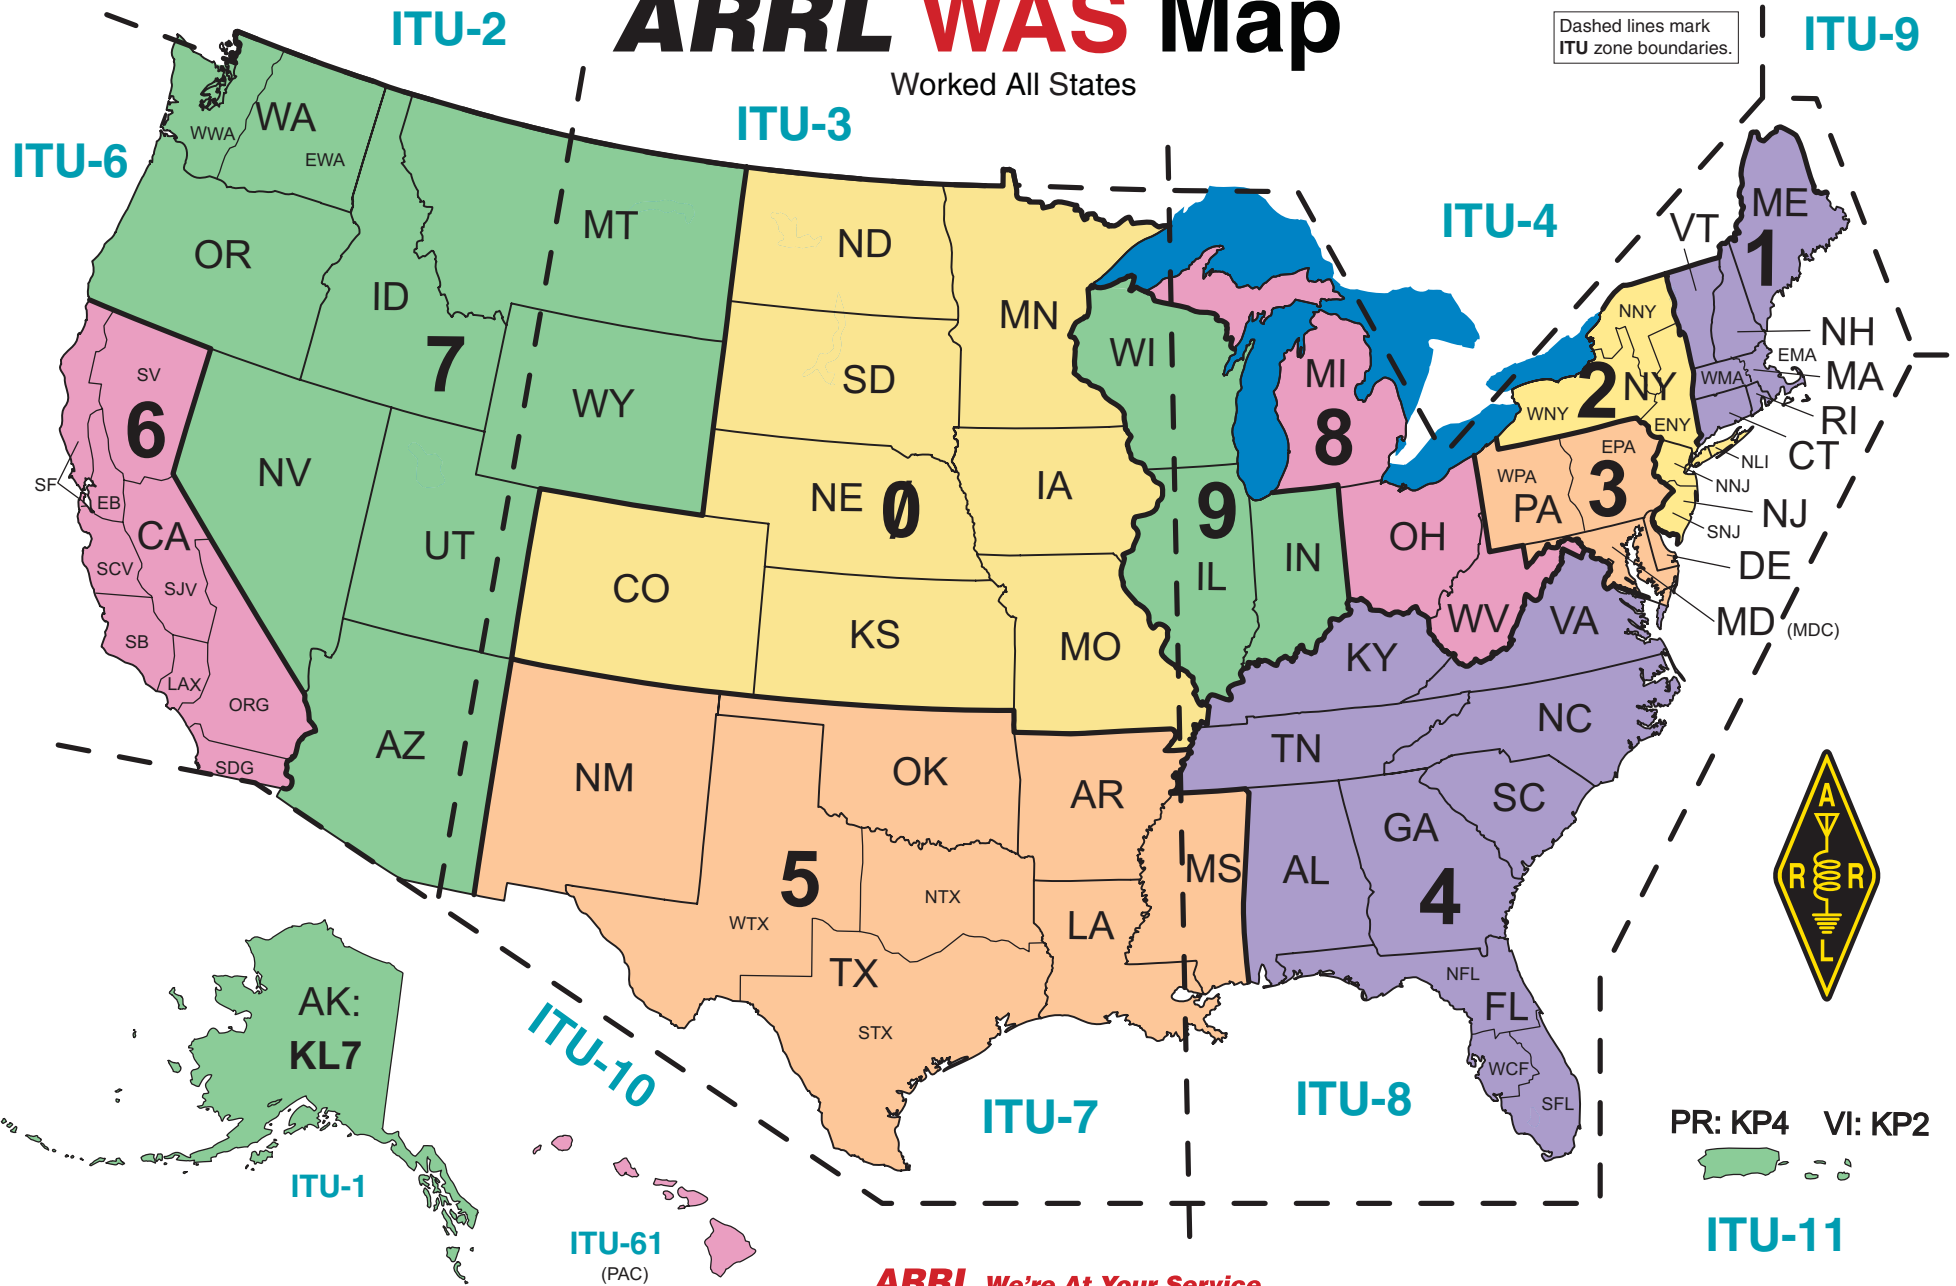 ARRL WAS Map
Worked All States
Dashed lines mark
ITU zone boundaries.
ITU-2
ITU-9
ITU-3
ITU-6
ITU-4
WA
WWA
EWA
OR
ID
MT
7
WY
NV
UT
AZ
SV
6
SF
EB
CA
SCV
SJV
SB
LAX
ORG
SDG
ND
SD
MN
NE
0
IA
CO
KS
MO
WI
9
IL
IN
MI
8
OH
WV
VT
ME
1
NH
EMA
MA
WMA
RI
CT
NNY
2
NY
WNY
ENY
NLI
NNJ
NJ
SNJ
EPA
WPA
3
PA
DE
MD (MDC)
VA
KY
NC
TN
SC
GA
AL
4
NFL
FL
WCF
SFL
NM
OK
AR
5
WTX
NTX
TX
STX
LA
MS
AK:
KL7
ITU-1
ITU-10
ITU-7
ITU-8
ITU-61
(PAC)
PR: KP4
VI: KP2
ITU-11
A
R R
L
ARRL We're At Your Service